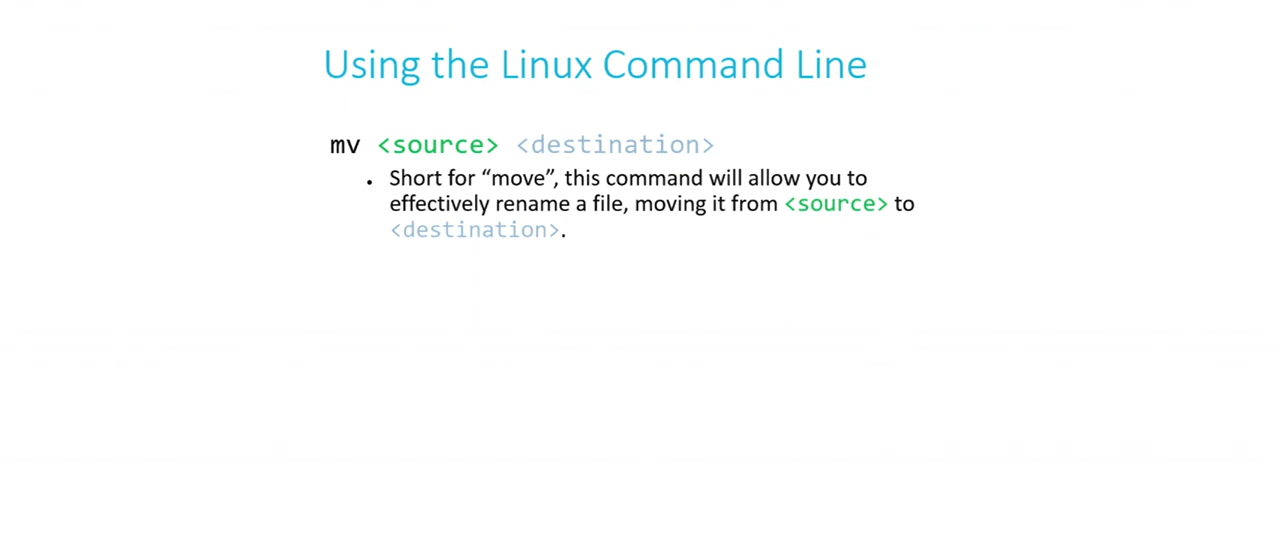 Using the Linux Command Line
mv <source> <destination>
• Short for “move”, this command will allow you to
effectively rename a file, moving it from <source> to
<destination>.